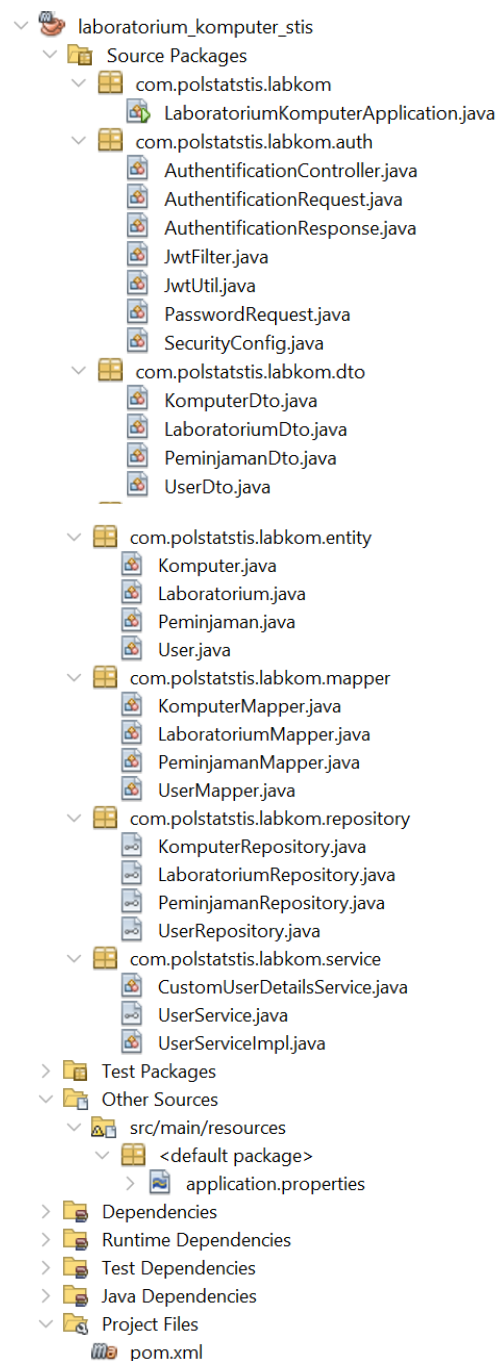 laboratorium_komputer_stis
Source Packages
com.polstatstis.labkom
LaboratoriumKomputerApplication.java
com.polstatstis.labkom.auth
AuthentificationController.java
AuthentificationRequest.java
AuthentificationResponse.java
JwtFilter.java
JwtUtil.java
PasswordRequest.java
SecurityConfig.java
com.polstatstis.labkom.dto
KomputerDto.java
LaboratoriumDto.java
PeminjamanDto.java
UserDto.java
com.polstatstis.labkom.entity
Komputer.java
Laboratorium.java
Peminjaman.java
User.java
com.polstatstis.labkom.mapper
KomputerMapper.java
LaboratoriumMapper.java
PeminjamanMapper.java
UserMapper.java
com.polstatstis.labkom.repository
KomputerRepository.java
LaboratoriumRepository.java
PeminjamanRepository.java
UserRepository.java
com.polstatstis.labkom.service
CustomUserDetailsService.java
UserService.java
UserServiceImpl.java
Test Packages
Other Sources
src/main/resources
<default package>
application.properties
Dependencies
Runtime Dependencies
Test Dependencies
Java Dependencies
Project Files
pom.xml